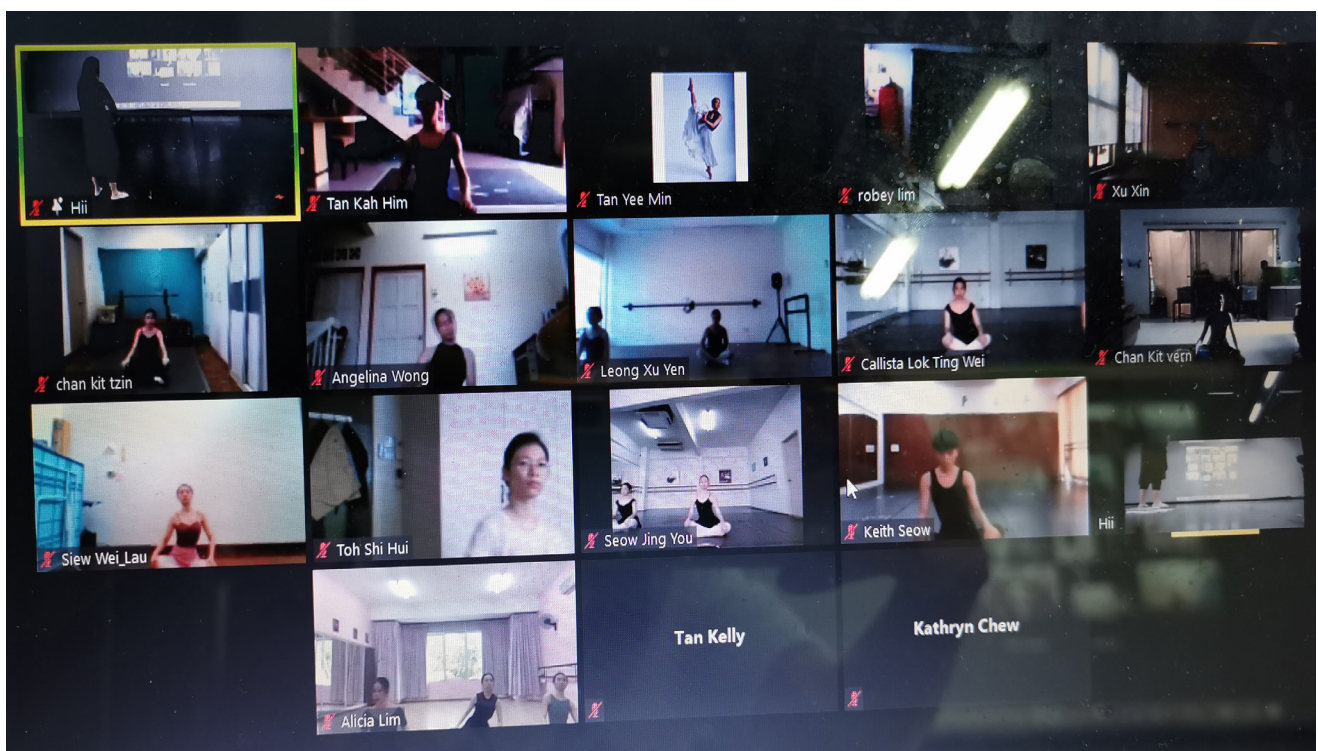 Hii
Tan Kah Him
Tan Yee Min
robey lim
Xu Xin
chan kit tzin
Angelina Wong
Leong Xu Yen
Callista Lok Ting Wei
Chan Kit vern
Siew Wei_Lau
Toh Shi Hui
Seow Jing You
Keith Seow
Hii
Alicia Lim
Tan Kelly
Kathryn Chew